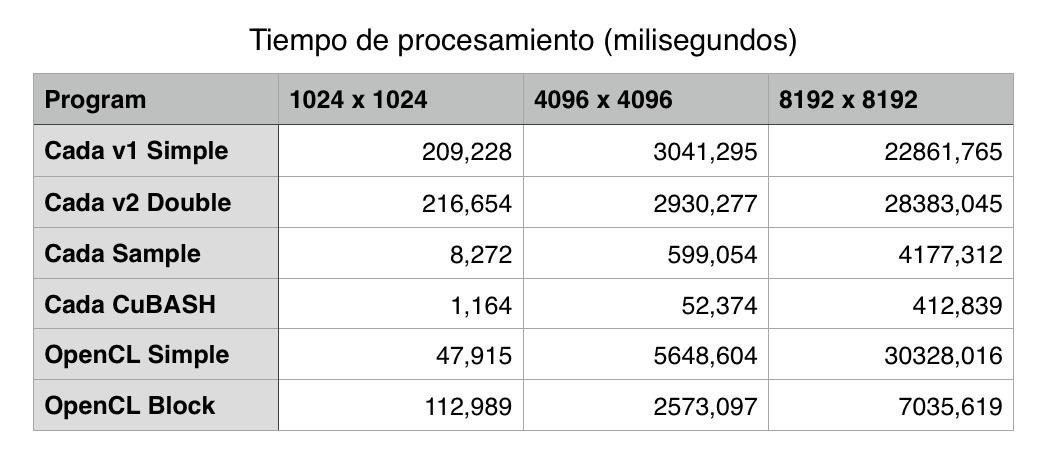 Tiempo de procesamiento (milisegundos)
Program 1024 x 1024 4096 x 4096 8192 x 8192
Cada v1 Simple 209,228 3041,295 22861,765
Cada v2 Double 216,654 2930,277 28383,045
Cada Sample 8,272 599,054 4177,312
Cada CuBASH 1,164 52,374 412,839
OpenCL Simple 47,915 5648,604 30328,016
OpenCL Block 112,989 2573,097 7035,619